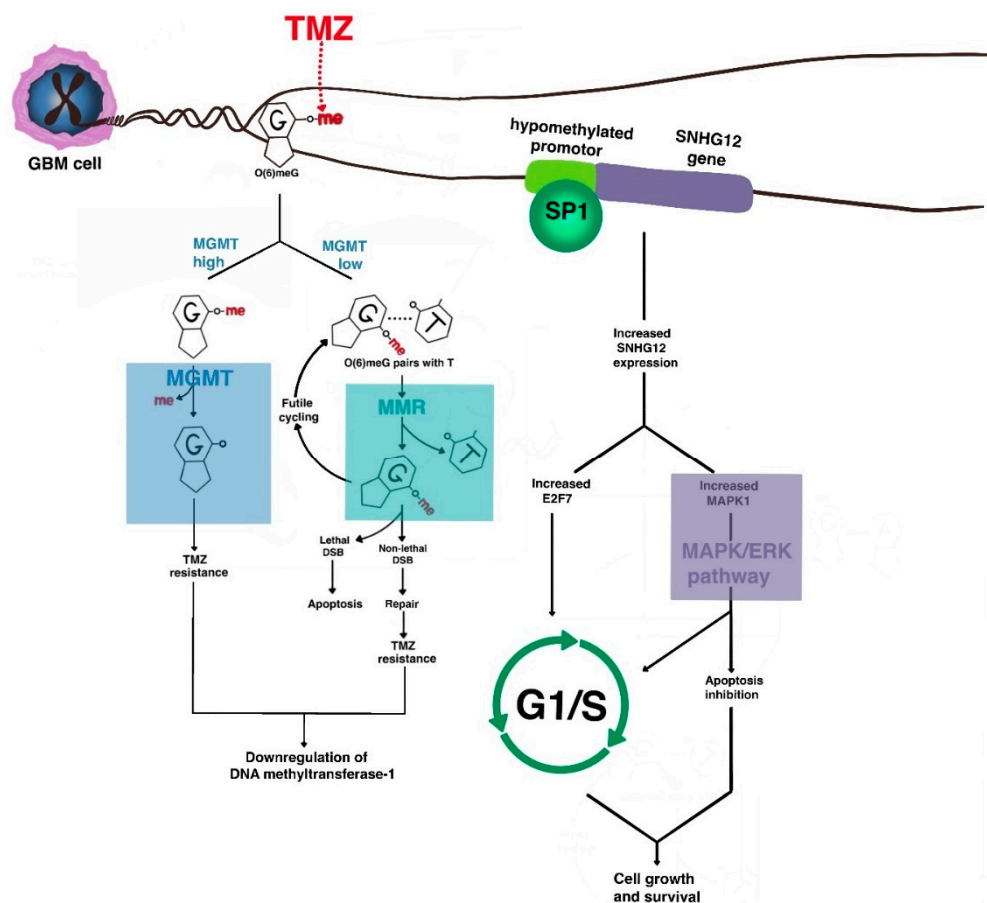 TMZ
G
me
O(6)meG
GBM cell
hypomethylated
promotor
SNHG12
gene
SP1
MGMT
high
MGMT
low
G
me
G
T
me
O(6)meG pairs with T
MGMT
me
G
TMZ
resistance
Futile
cycling
MMR
T
G
me
Lethal
DSB
Non-lethal
DSB
Apoptosis
Repair
TMZ
resistance
Downregulation of
DNA methyltransferase-1
Increased
SNHG12
expression
Increased
E2F7
Increased
MAPK1
MAPK/ERK
pathway
G1/S
Apoptosis
inhibition
Cell growth
and survival